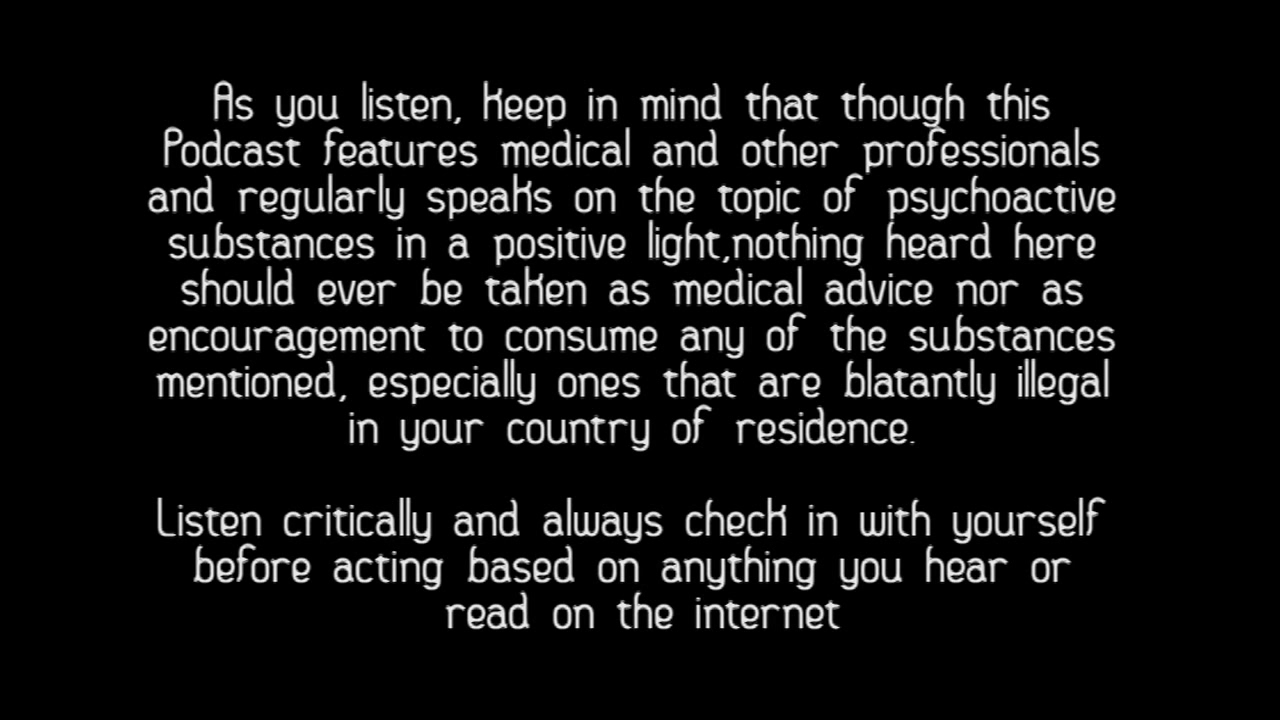 As you listen, keep in mind that though this
Podcast features medical and other professionals
and regularly speaks on the topic of psychoactive
substances in a positive light,nothing heard here
should ever be taken as medical advice nor as
encouragement to consume any of the substances
mentioned, especially ones that are blatantly illegal
in your country of residence.
Listen critically and always check in with yourself
before acting based on anything you hear or
read on the internet